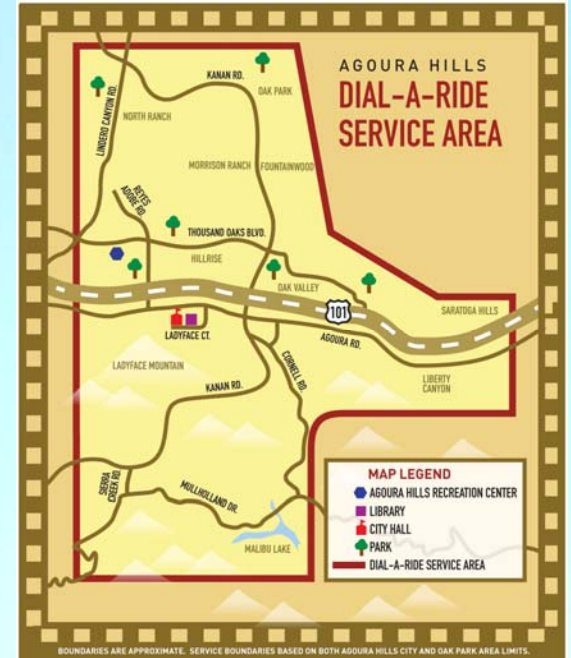 AGOURA HILLS
DIAL-A-RIDE
SERVICE AREA
KANAN RD.
OAK PARK
LINDERO CANYON RD.
NORTH RANCH
MORRISON RANCH
FOUNTAINWOOD
REYES
ADOBE RD.
THOUSAND OAKS BLVD.
HILLRISE
OAK VALLEY
101
SARATOGA HILLS
LADYFACE CT.
AGOURA RD.
LADYFACE MOUNTAIN
CORNELL RD.
KANAN RD.
LIBERTY
CANYON
SIERRA
CREEK RD.
MULHOLLAND DR.
MALIBU LAKE
MAP LEGEND
AGOURA HILLS RECREATION CENTER
LIBRARY
CITY HALL
PARK
DIAL-A-RIDE SERVICE AREA
BOUNDARIES ARE APPROXIMATE. SERVICE BOUNDARIES BASED ON BOTH AGOURA HILLS CITY AND OAK PARK AREA LIMITS.